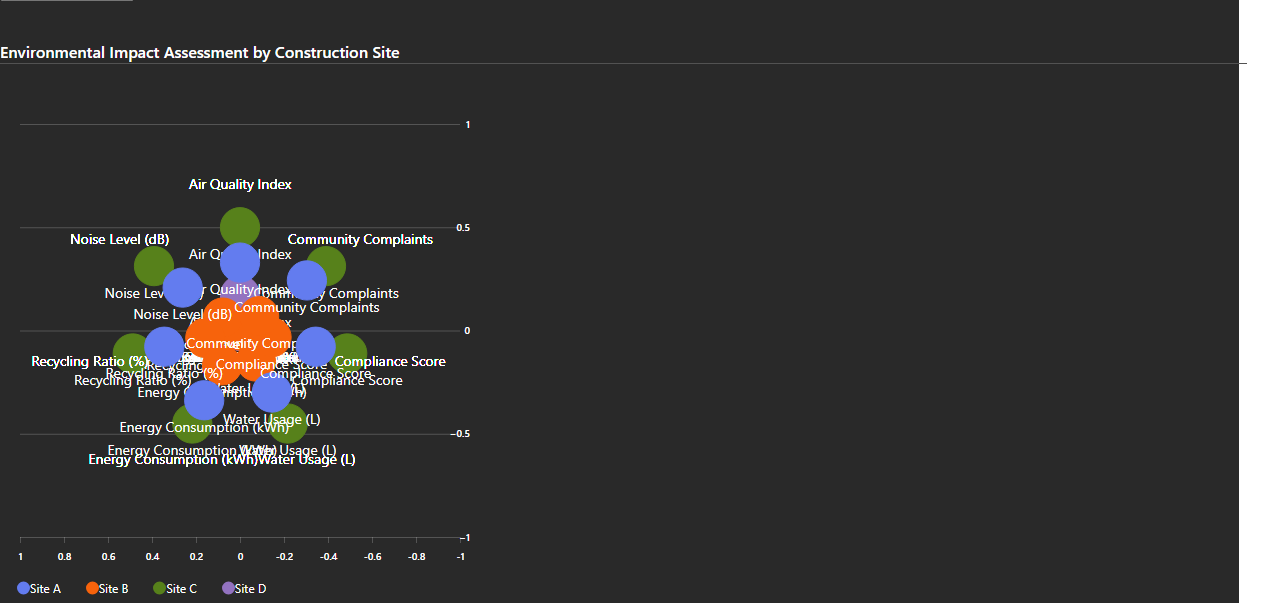 Environmental Impact Assessment by Construction Site
1
Air Quality Index
0.5
Noise Level (dB)
Community Complaints
Air Quality Index
Noise Level
Community Complaints
Air Quality Index
Community Complaints
Noise Level (dB)
0
Community
Recycling Ratio (%)
Compliance Score
Compliance Score
Recycling Ratio (%)
Compliance Score
Recycling Ratio (%)
Compliance Score
Energy
Water Usage (L)
Energy Consumption (kWh)
-0.5
Energy Consumption (kWh)
Water Usage (L)
Energy Consumption (kWh)
Water Usage (L)
-1
1
0.8
0.6
0.4
0.2
0
-0.2
-0.4
-0.6
-0.8
-1
Site A
Site B
Site C
Site D